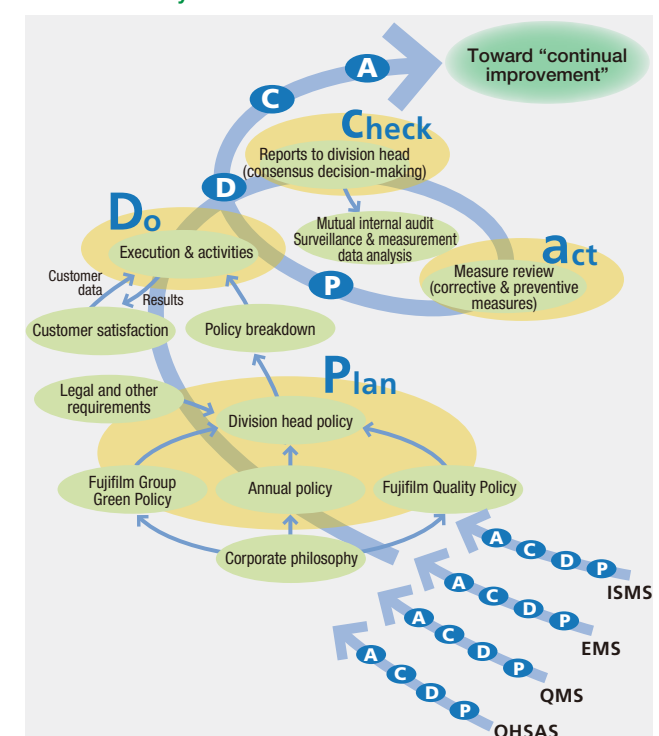 Toward “continual
improvement”
A
C
Check
Reports to division head
(consensus decision-making)
D
Do
Mutual internal audit
Surveillance & measurement
data analysis
act
Measure review
(corrective & preventive
measures)
Execution & activities
P
Customer
data
Results
Customer satisfaction
Policy breakdown
Plan
Legal and other
requirements
Division head policy
Fujifilm Group
Green Policy
Annual policy
Fujifilm Quality Policy
Corporate philosophy
A C D P
ISMS
A C D P
EMS
A C D P
QMS
A C D P
OHSAS